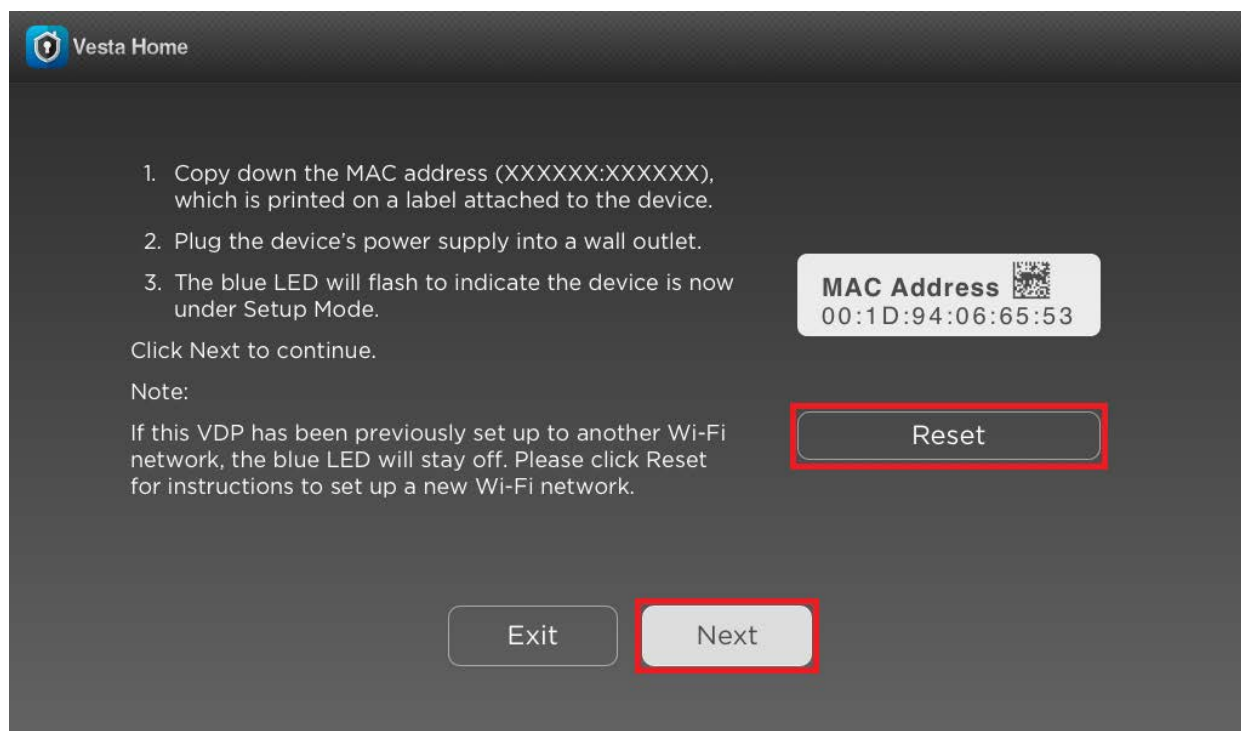 Vesta Home
1. Copy down the MAC address (XXXXXX:XXXXXX),
which is printed on a label attached to the device.
2. Plug the device's power supply into a wall outlet.
3. The blue LED will flash to indicate the device is now
under Setup Mode.
Click Next to continue.
Note:
If this VDP has been previously set up to another Wi-Fi
network, the blue LED will stay off. Please click Reset
for instructions to set up a new Wi-Fi network.
MAC Address
00:1D:94:06:65:53
Reset
Exit
Next